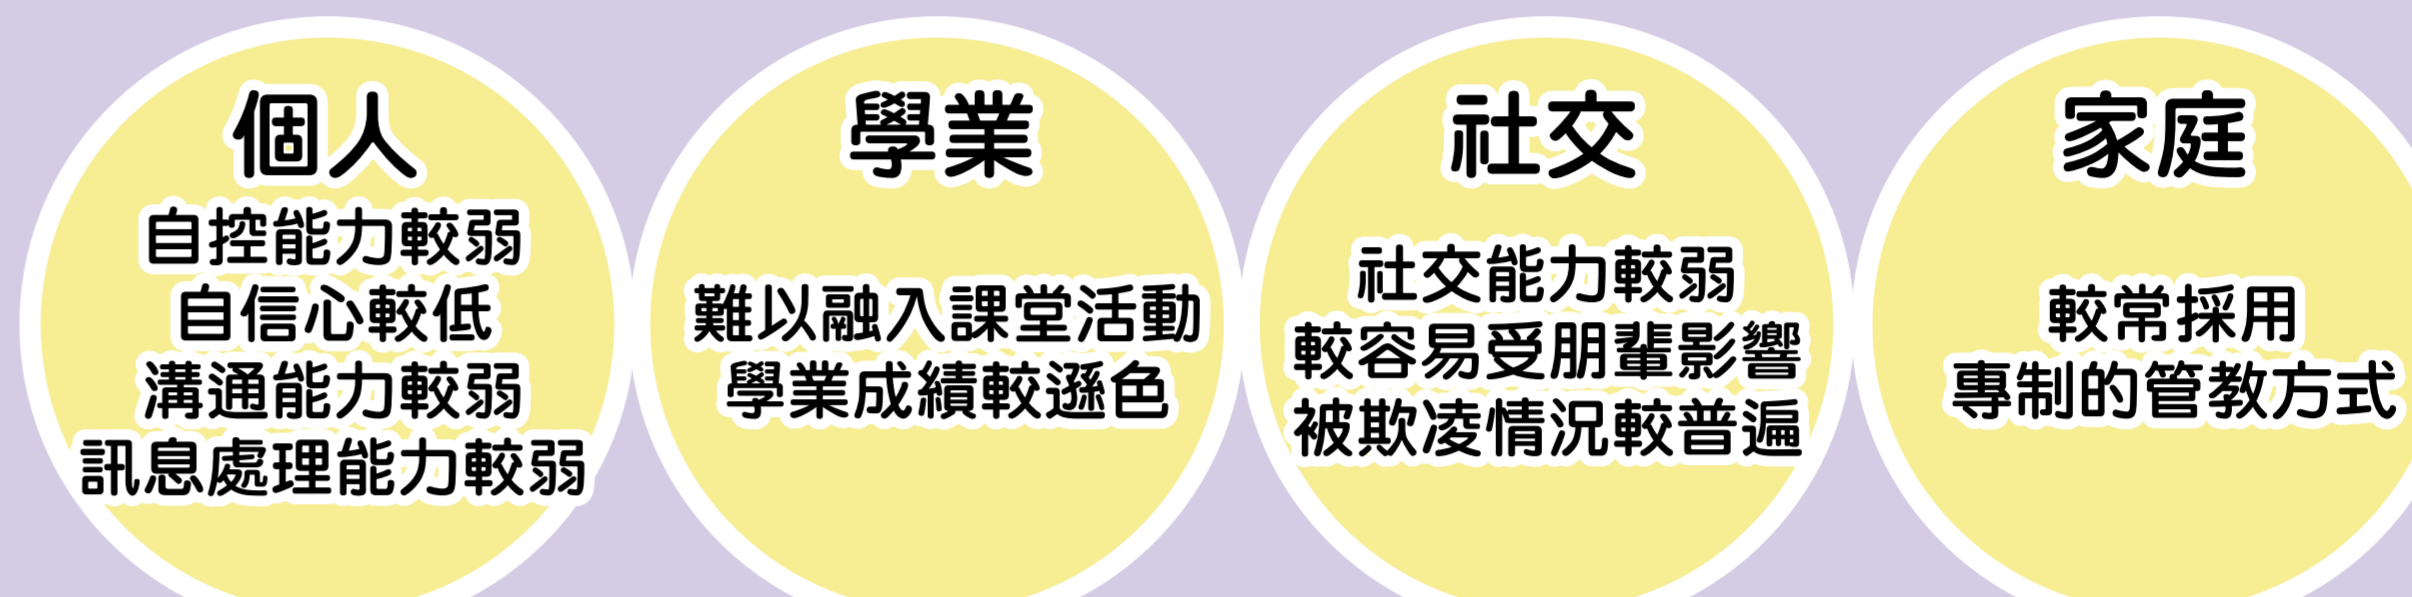 個人
自控能力較弱
自信心較低
溝通能力較弱
訊息處理能力較弱
學業
難以融入課堂活動
學業成績較遜色
社交
社交能力較弱
較容易受朋輩影響
被欺凌情況較普遍
家庭
較常採用
專制的管教方式